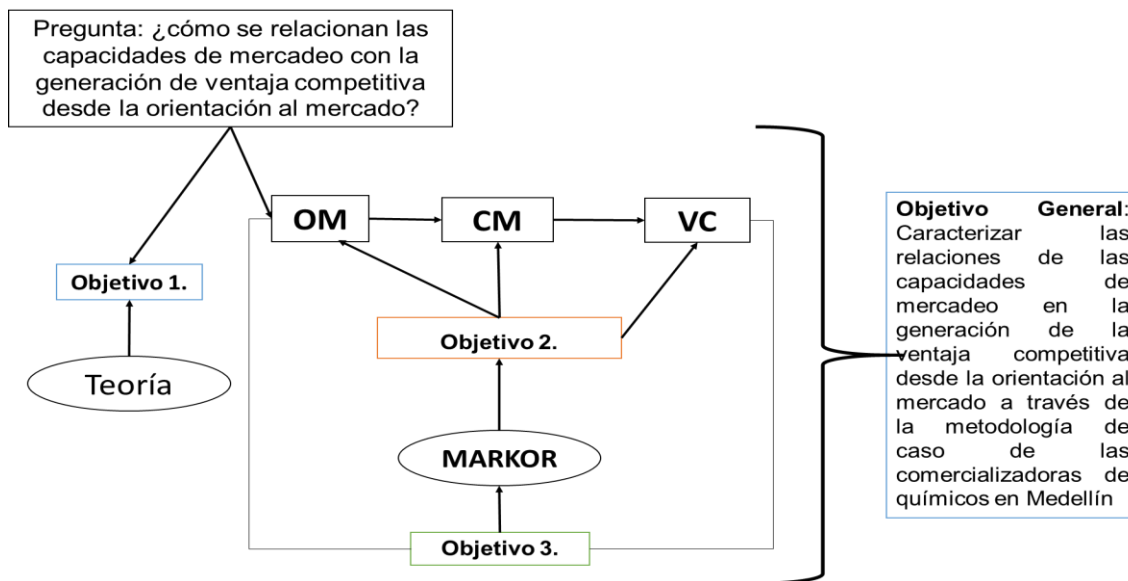 Pregunta: ¿cómo se relacionan las
capacidades de mercadeo con la
generación de ventaja competitiva
desde la orientación al mercado?
OM
CM
VC
Objetivo 1.
Objetivo 2.
Teoría
MARKOR
Objetivo 3.
Objetivo General:
Caracterizar las
relaciones de las
capacidades de
mercadeo en la
generación de la
ventaja competitiva
desde la orientación al
mercado a través de
la metodología de
caso de las
comercializadoras de
químicos en Medellín